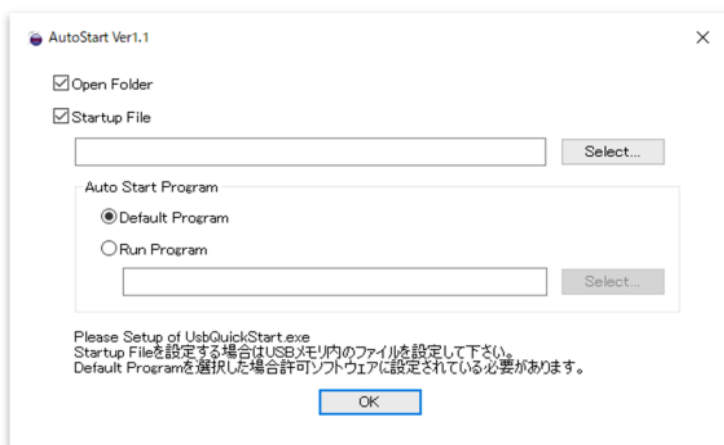 AutoStart Ver1.1
Open Folder
Startup File
Select...
Auto Start Program
Default Program
Run Program
Select...
Please Setup of UsbQuickStart.exe
Startup Fileを設定する場合はUSBメモリ内のファイルを設定して下さい。
Default Programを選択した場合許可ソフトウェアに設定されている必要があります。
OK